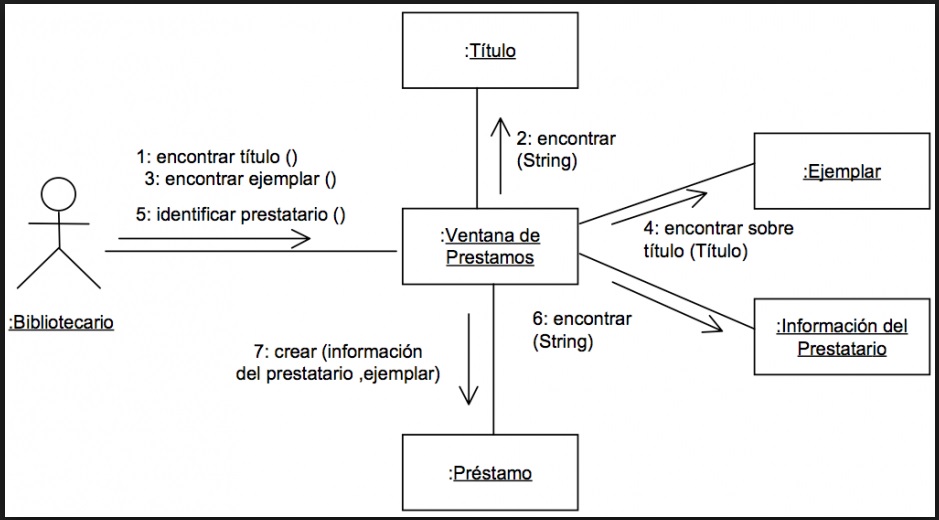 :Título
1: encontrar título ()
3: encontrar ejemplar ()
5: identificar prestatario ()
2: encontrar
(String)
:Ejemplar
:Ventana de
Prestamos
4: encontrar sobre
título (Título)
:Bibliotecario
6: encontrar
(String)
:Información del
Prestatario
7: crear (información
del prestatario ,ejemplar)
:Préstamo